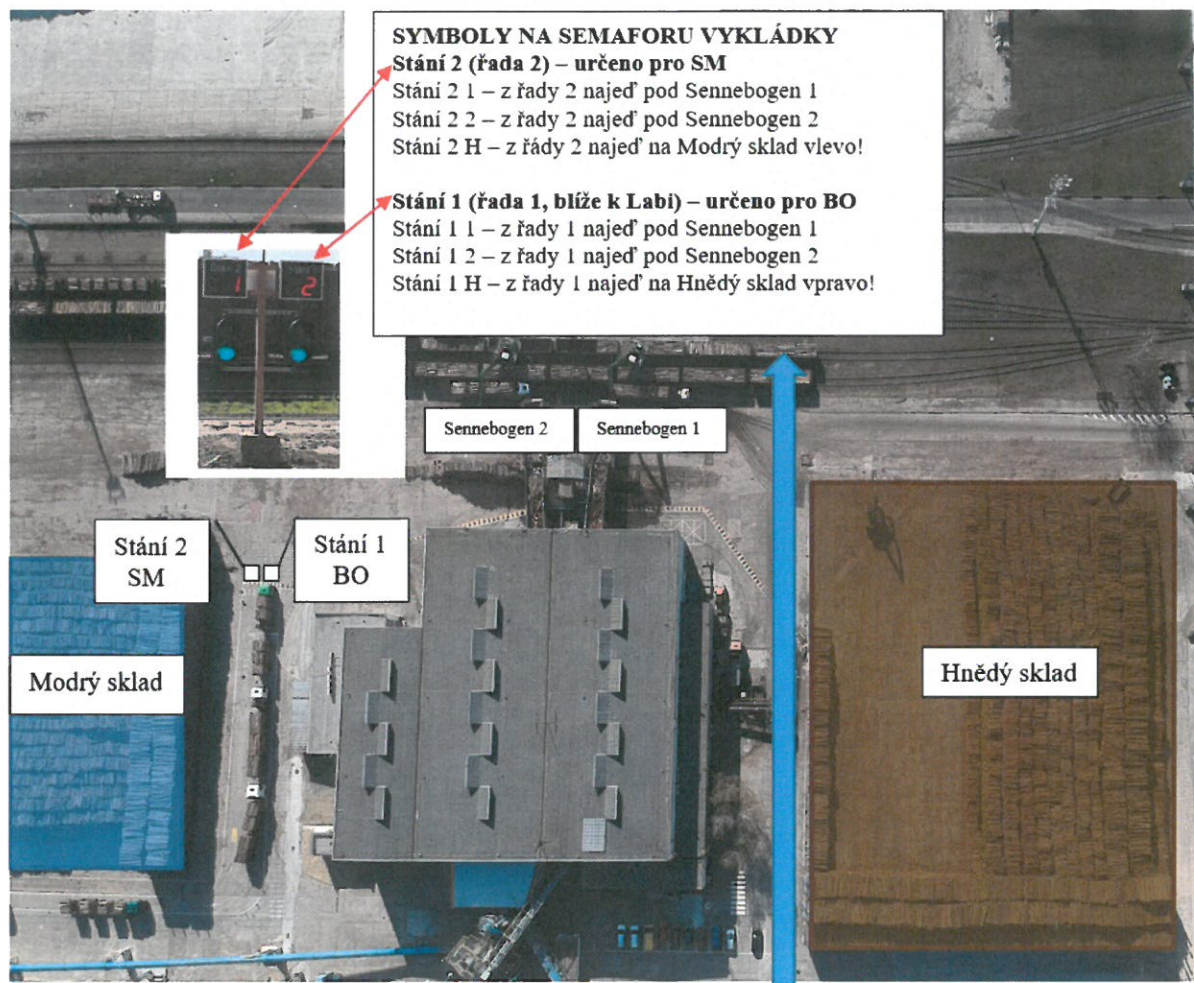 SYMBOLY NA SEMAFORU VYKLÁDKY
Stání 2 (řada 2) – určeno pro SM
Stání 2 1 – z řady 2 najeď pod Sennebogen 1
Stání 2 2 – z řady 2 najeď pod Sennebogen 2
Stání 2 H – z řády 2 najeď na Modrý sklad vlevo!
Stání 1 (řada 1, blíže k Labi) – určeno pro BO
Stání 1 1 – z řady 1 najeď pod Sennebogen 1
Stání 1 2 – z řady 1 najeď pod Sennebogen 2
Stání 1 H – z řady 1 najeď na Hnědý sklad vpravo!
1
2
Sennebogen 2
Sennebogen 1
Stání 2
SM
Stání 1
BO
Modrý sklad
Hnědý sklad